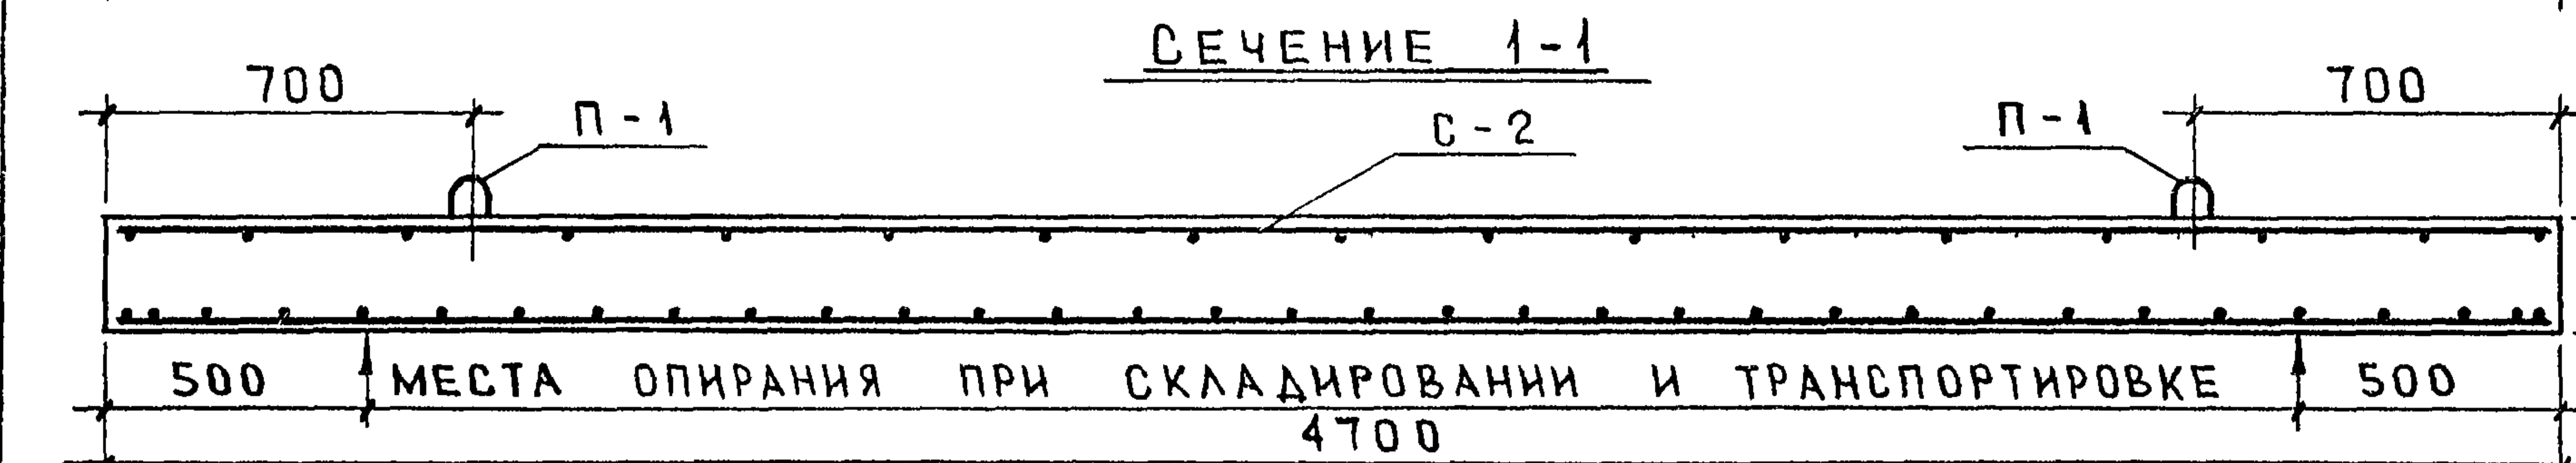 СЕЧЕНИЕ 1-1
700
700
П-1
С-2
П-1
500 МЕСТА ОПИРАНИЯ ПРИ СКЛАДИРОВАНИИ И ТРАНСПОРТИРОВКЕ 500
4700